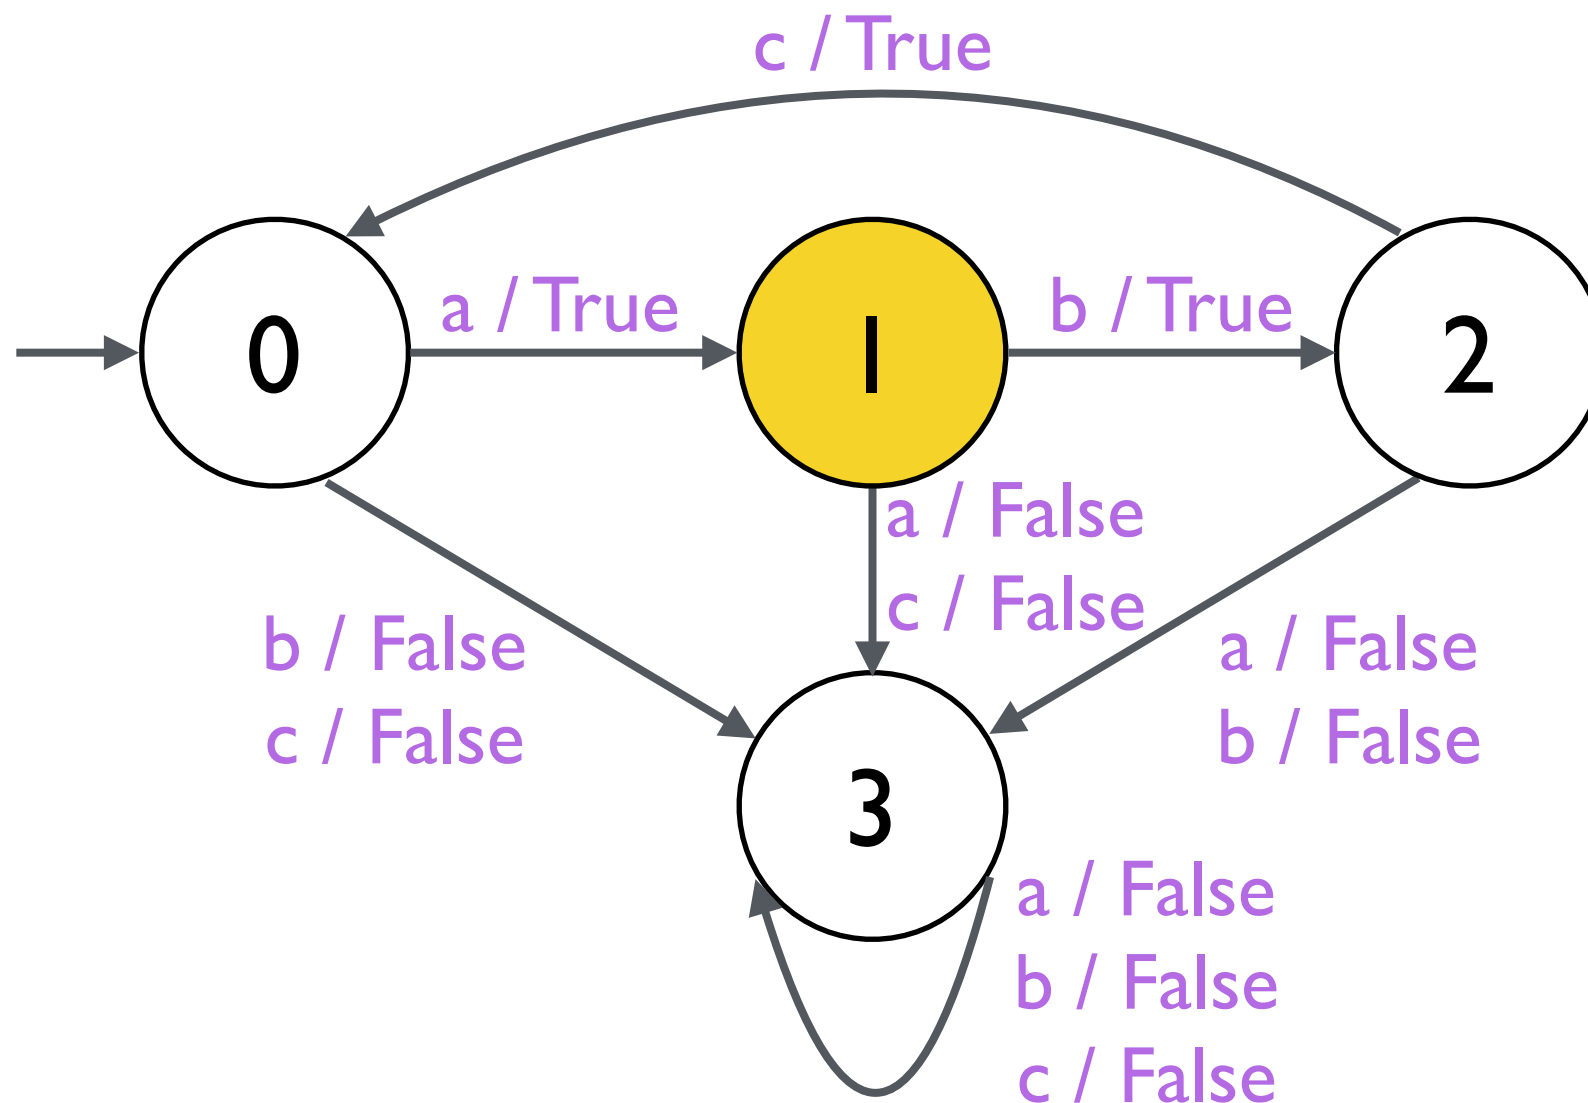 c / True
a / True
b / True
0
1
2
a / False
c / False
b / False
c / False
a / False
b / False
3
a / False
b / False
c / False